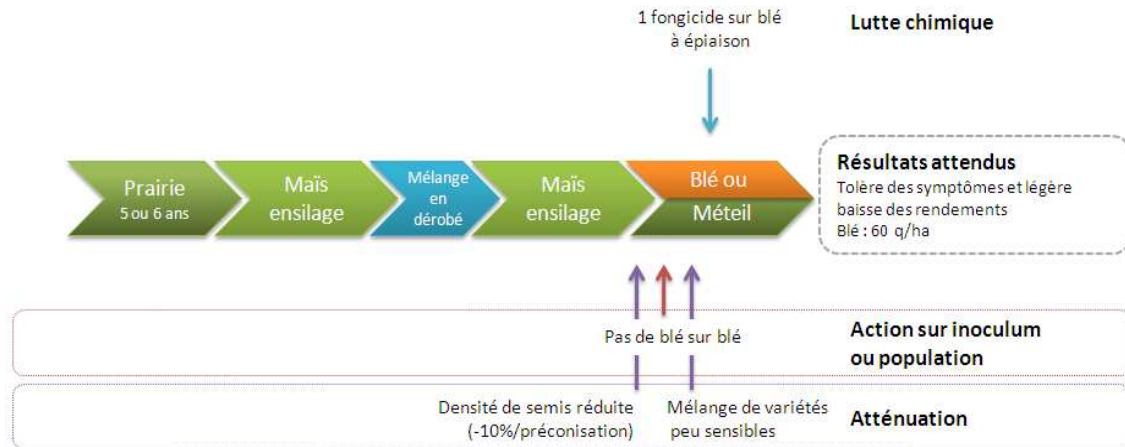 1 fongicide sur blé
à épiaison
Lutte chimique
Prairie
5 ou 6 ans
Maïs
ensilage
Mélange
en
dérobé
Maïs
ensilage
Blé ou
Méteil
Résultats attendus
Tolère des symptômes et légère
baisse des rendements
Blé : 60 q/ha
Pas de blé sur blé
Action sur inoculum
ou population
Densité de semis réduite
(-10%/préconisation)
Mélange de variétés
peu sensibles
Atténuation